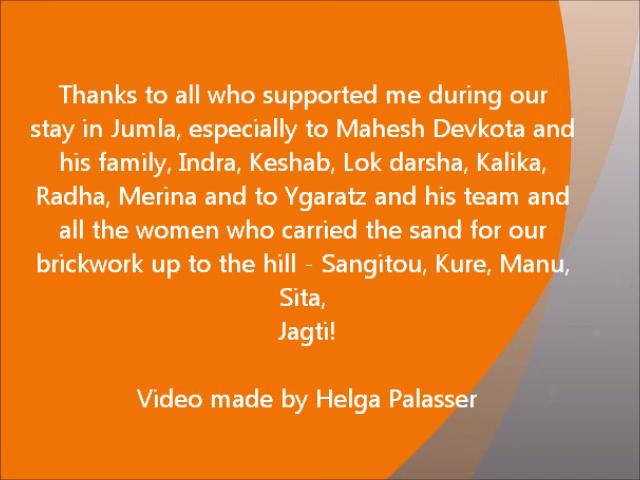 Thanks to all who supported me during our
stay in Jumla, especially to Mahesh Devkota and
his family, Indra, Keshab, Lok darsha, Kalika,
Radha, Merina and to Ygaratz and his team and
all the women who carried the sand for our
brickwork up to the hill - Sangitou, Kure, Manu,
Sita,
Jagti!
Video made by Helga Palasser